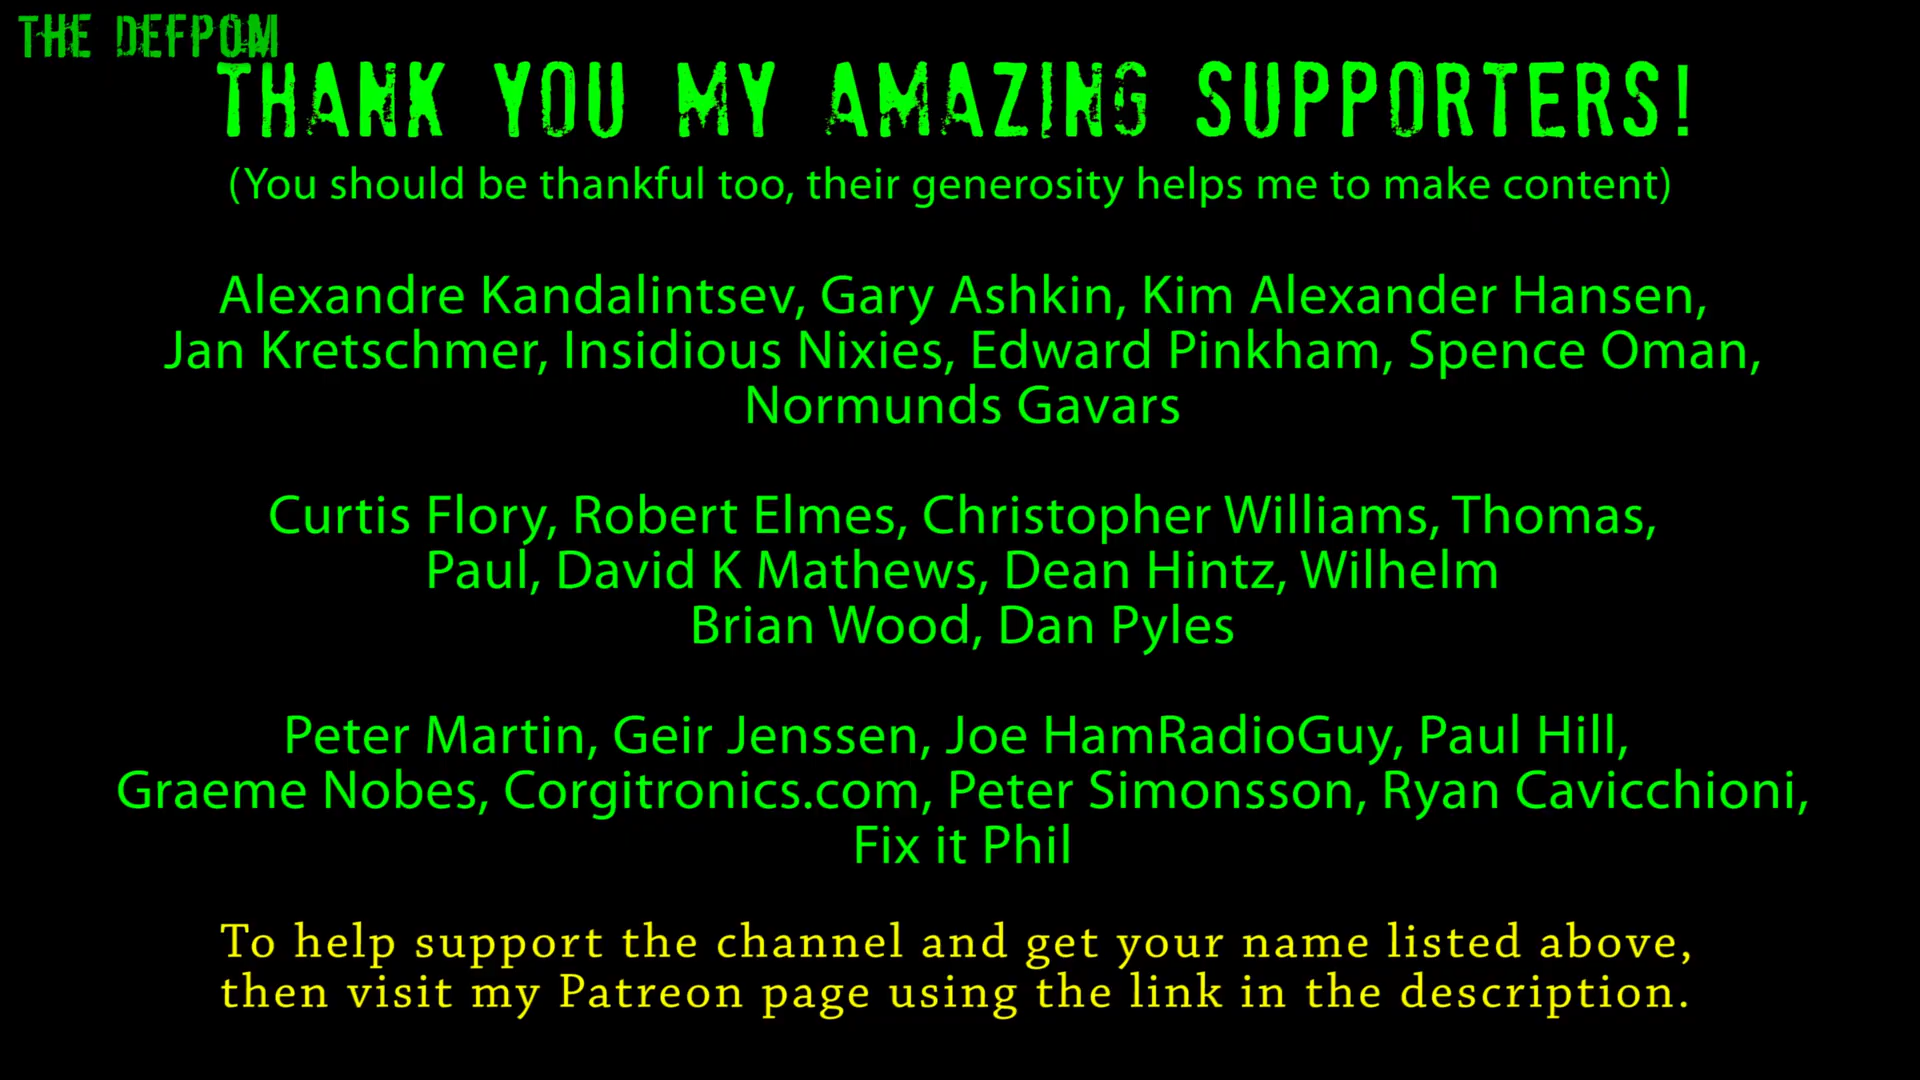 THE DEFPOM
THANK YOU MY AMAZING SUPPORTERS!
(You should be thankful too, their generosity helps me to make content)
Alexandre Kandalintsev, Gary Ashkin, Kim Alexander Hansen,
Jan Kretschmer, Insidious Nixies, Edward Pinkham, Spence Oman,
Normunds Gavars
Curtis Flory, Robert Elmes, Christopher Williams, Thomas,
Paul, David K Mathews, Dean Hintz, Wilhelm
Brian Wood, Dan Pyles
Peter Martin, Geir Jenssen, Joe HamRadioGuy, Paul Hill,
Graeme Nobes, Corgitronics.com, Peter Simonsson, Ryan Cavicchioni,
Fix it Phil
To help support the channel and get your name listed above,
then visit my Patreon page using the link in the description.